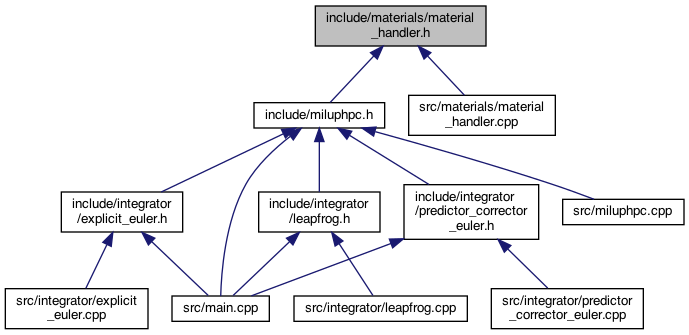 include/materials/material
_handler.h
include/miluphpc.h
src/materials/material
_handler.cpp
include/integrator
/explicit_euler.h
include/integrator
/leapfrog.h
include/integrator
/predictor_corrector
_euler.h
src/miluphpc.cpp
src/integrator/explicit
_euler.cpp
src/main.cpp
src/integrator/leapfrog.cpp
src/integrator/predictor
_corrector_euler.cpp